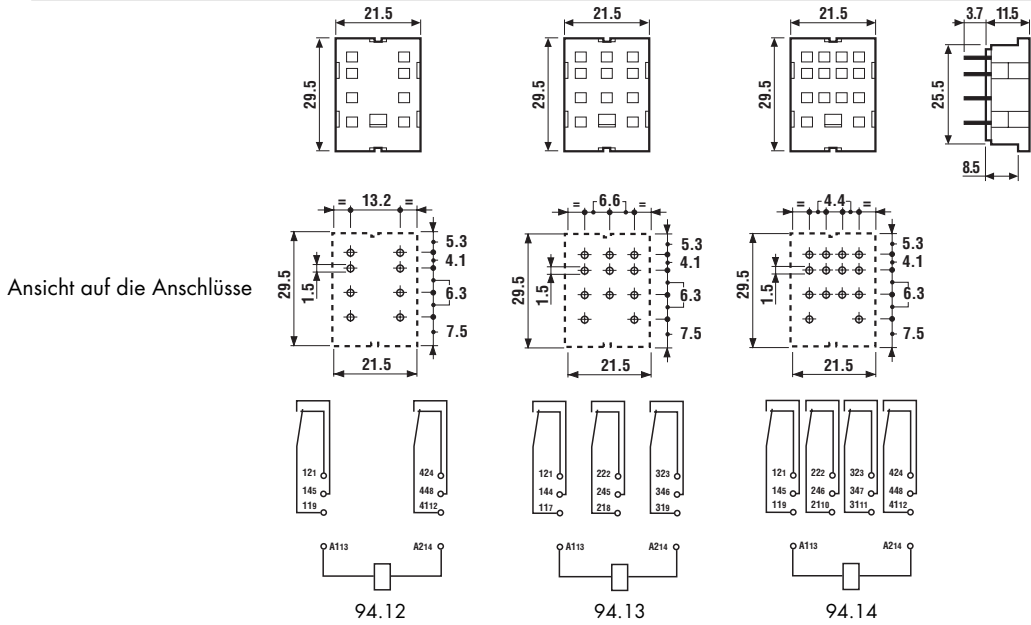 21.5 21.5 21.5 3.7 11.5
29.5 29.5 29.5 25.5
8.5
= 13.2 = = 6.6 = = 4.4 =
5.3 5.3 5.3
4.1 4.1 4.1
Ansicht auf die Anschlüsse 29.5 1.5 6.3 29.5 1.5 6.3 29.5 1.5 6.3
7.5 7.5 7.5
21.5 21.5 21.5
121 424 121 222 323 121 222 323 424
145 448 144 245 346 145 246 347 448
119 4112 117 218 319 119 2110 3111 4112
A113 A214 A113 A214 A113 A214
94.12 94.13 94.14